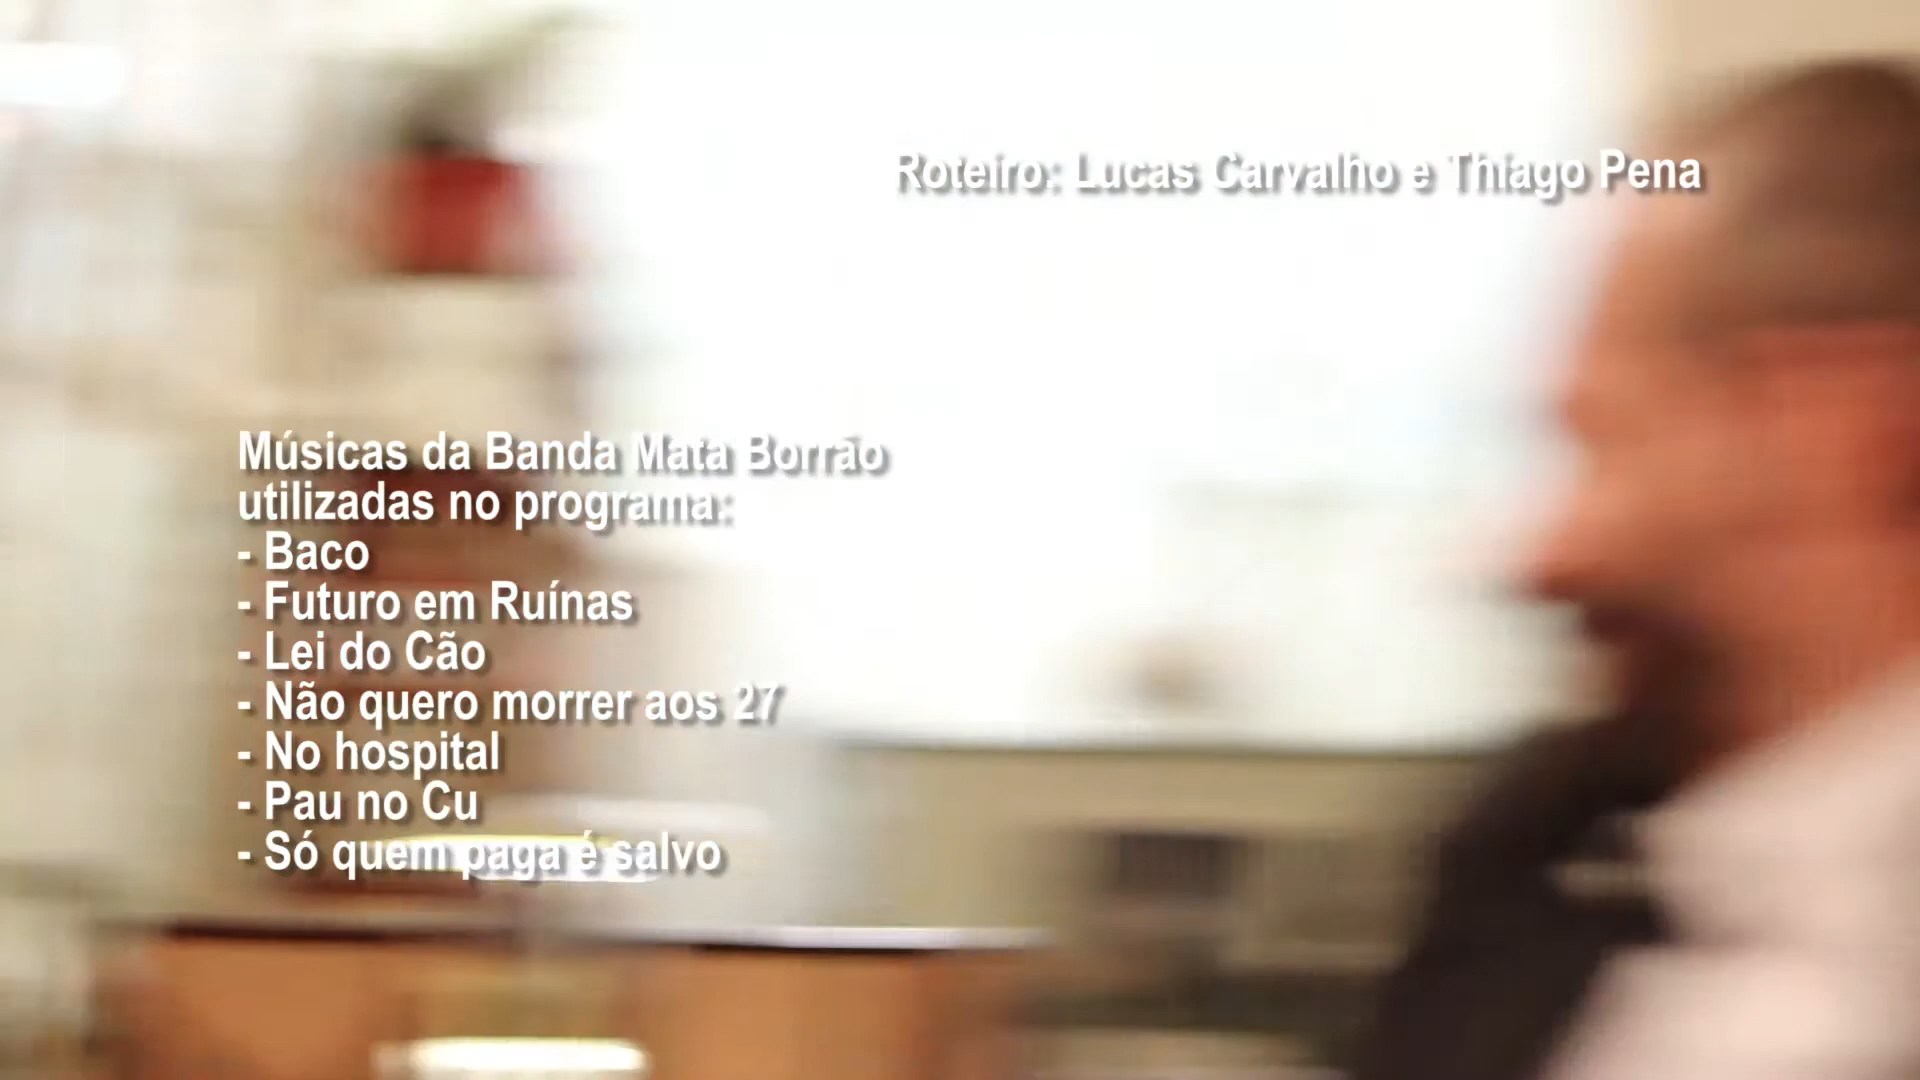 Roteiro: Lucas Carvalho e Thiago Pena
Músicas da Banda Mata Borrão
utilizadas no programa:
- Baco
- Futuro em Ruínas
- Lei do Cão
- Não quero morrer aos 27
- No hospital
- Pau no Cu
- Só quem paga é salvo